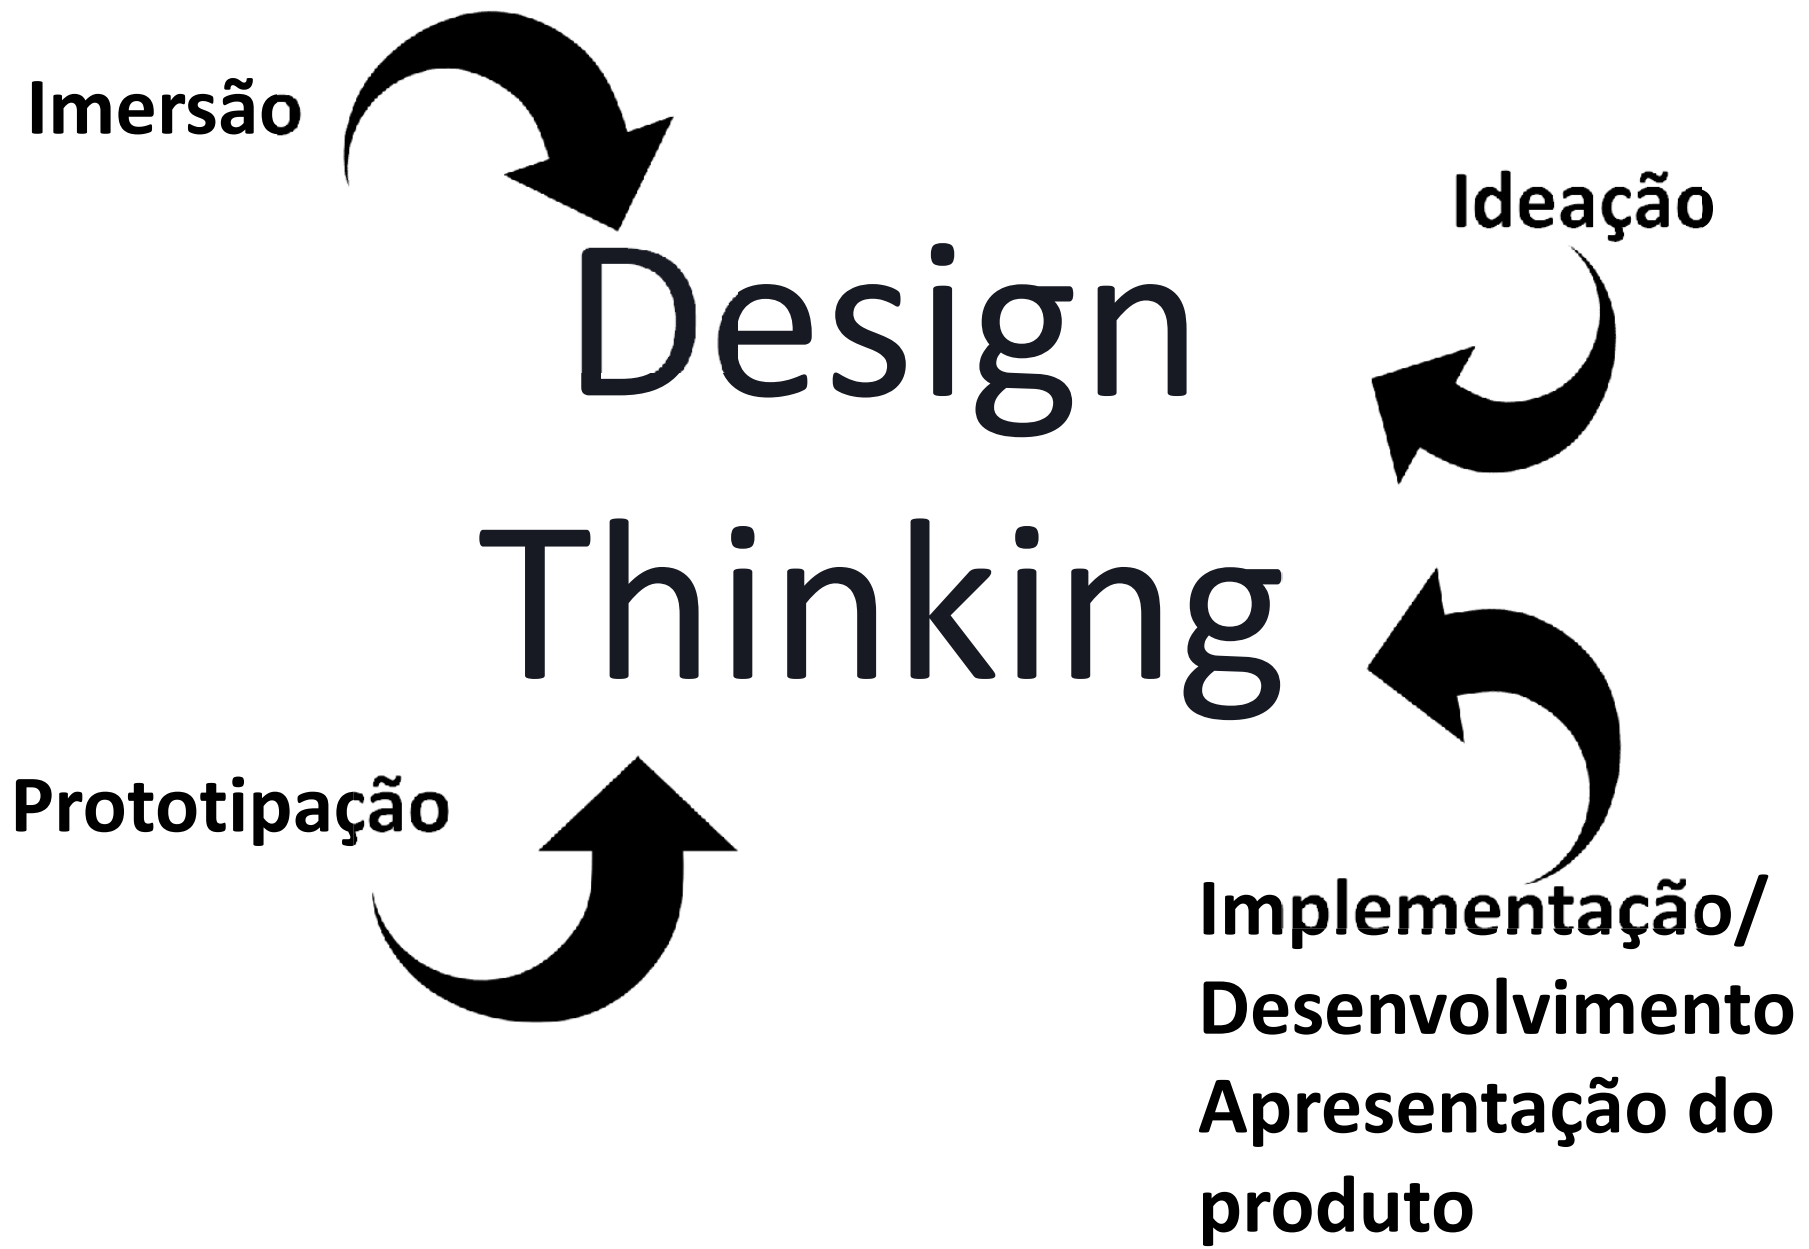 Imersão
Ideação
Design
Thinking
Prototipação
Implementação/
Desenvolvimento
Apresentação do
produto